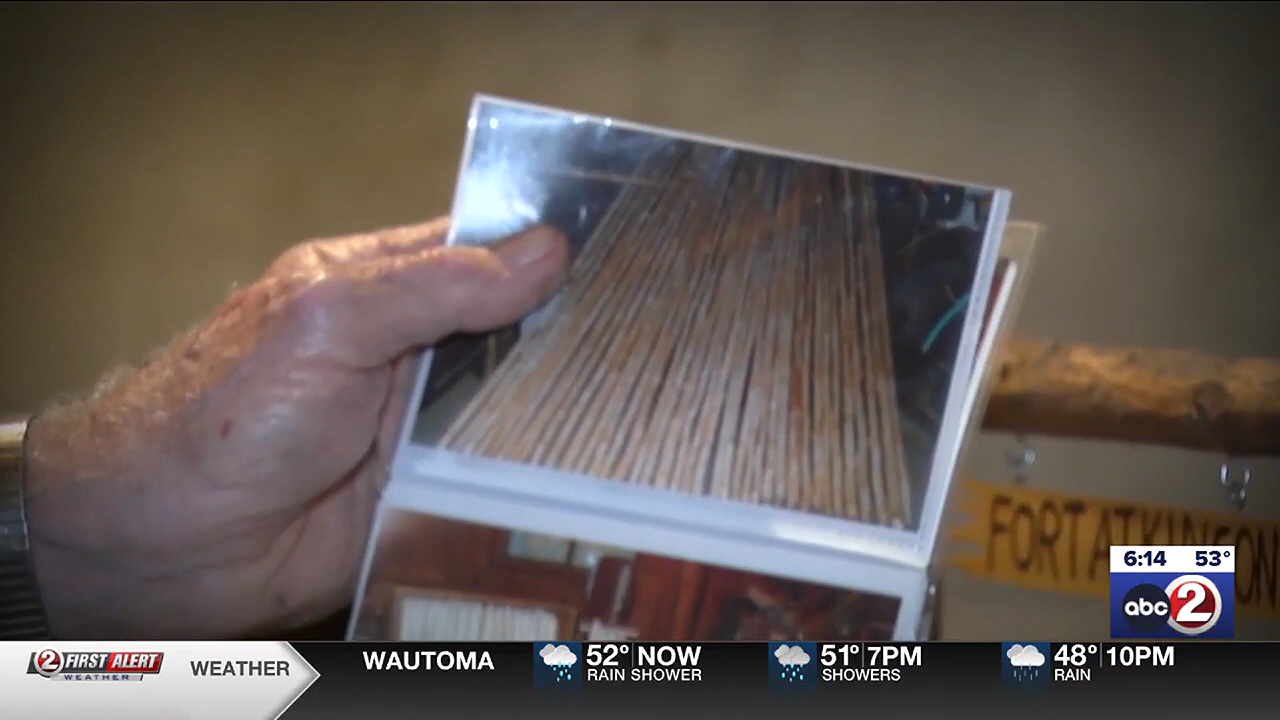 FORT ATKINSON
6:14 53°
abc 2
2 FIRST ALERT
WEATHER
WEATHER
WAUTOMA
52° NOW
RAIN SHOWER
51° 7PM
SHOWERS
48° 10PM
RAIN